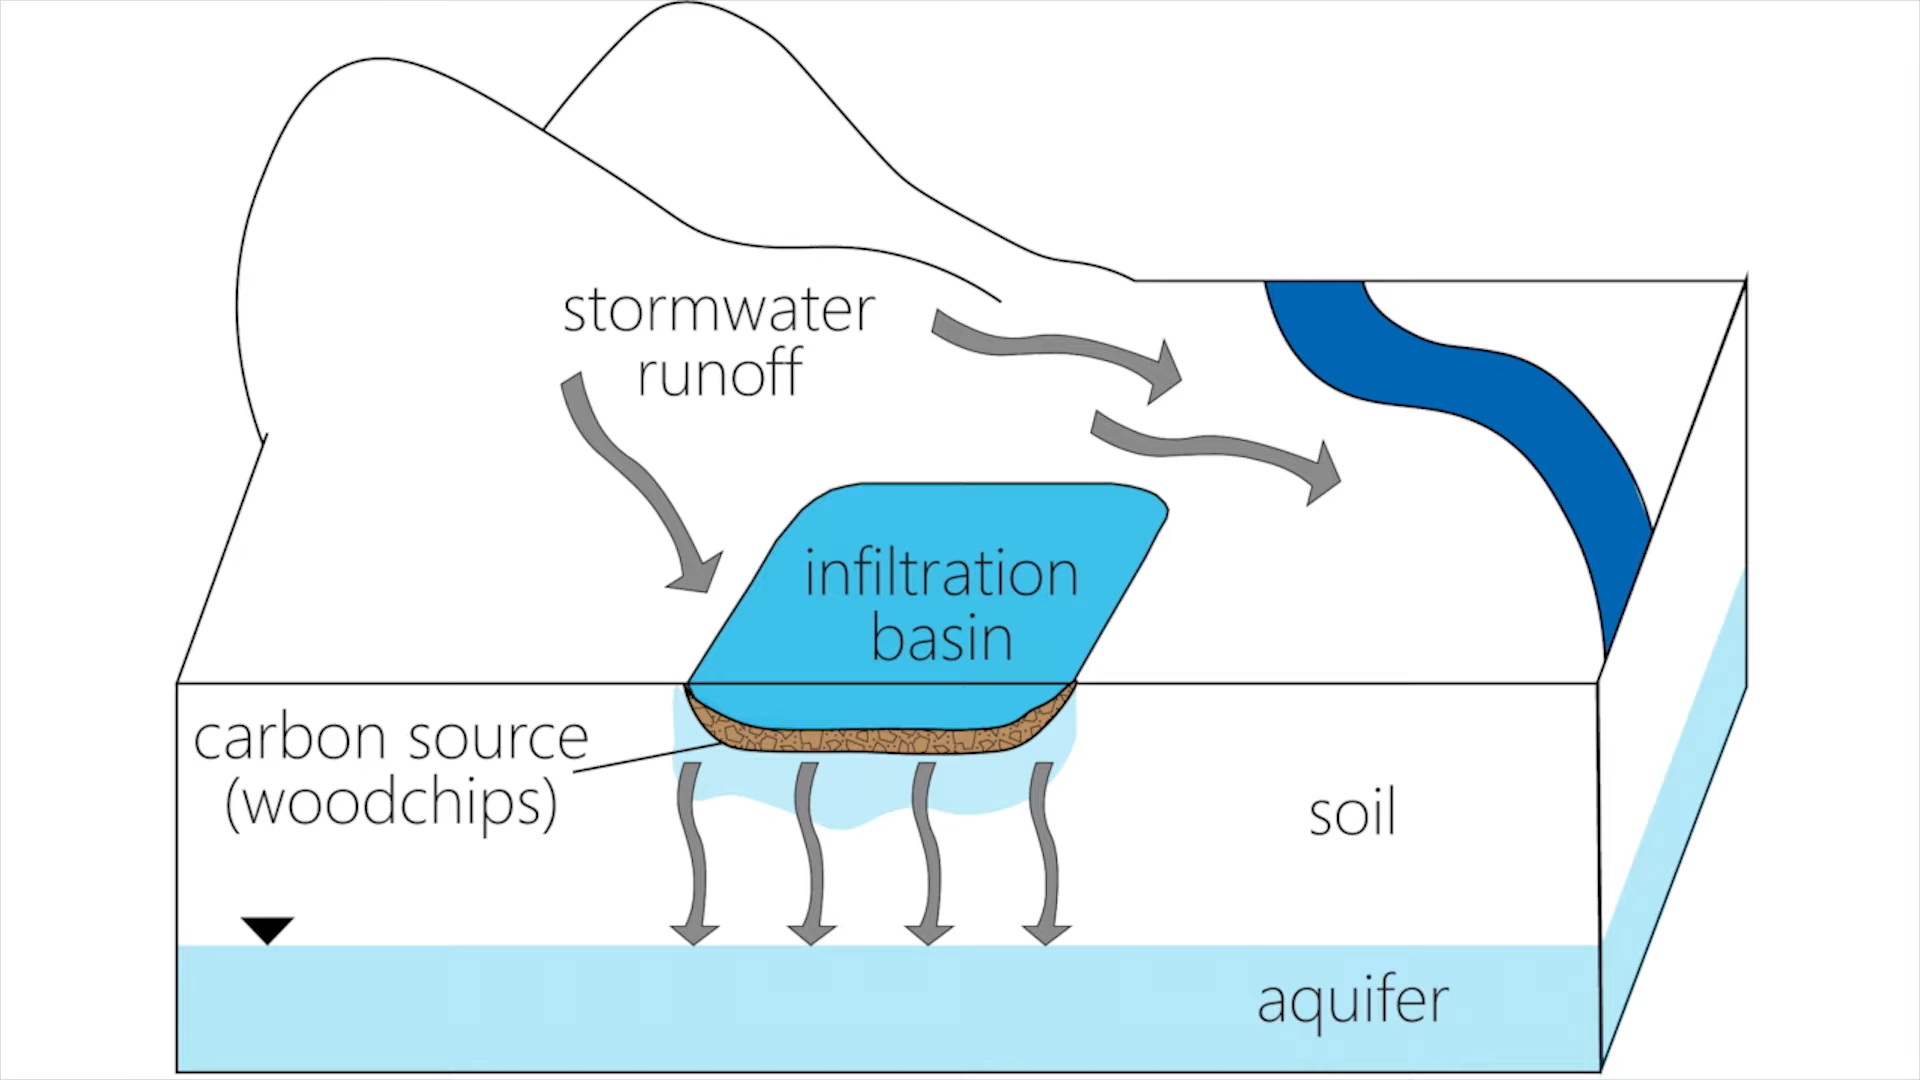 stormwater
runoff
infiltration
basin
carbon source
(woodchips)
soil
aquifer